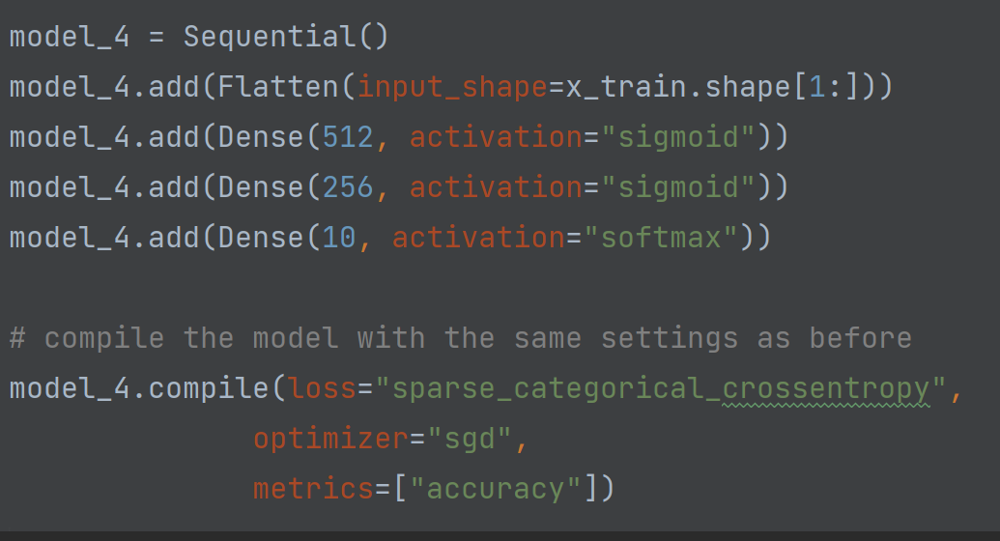 model_4 = Sequential()
model_4.add(Flatten(input_shape=x_train.shape[1:]))
model_4.add(Dense(512, activation="sigmoid"))
model_4.add(Dense(256, activation="sigmoid"))
model_4.add(Dense(10, activation="softmax"))
# compile the model with the same settings as before
model_4.compile(loss="sparse_categorical_crossentropy",
optimizer="sgd",
metrics=["accuracy"])